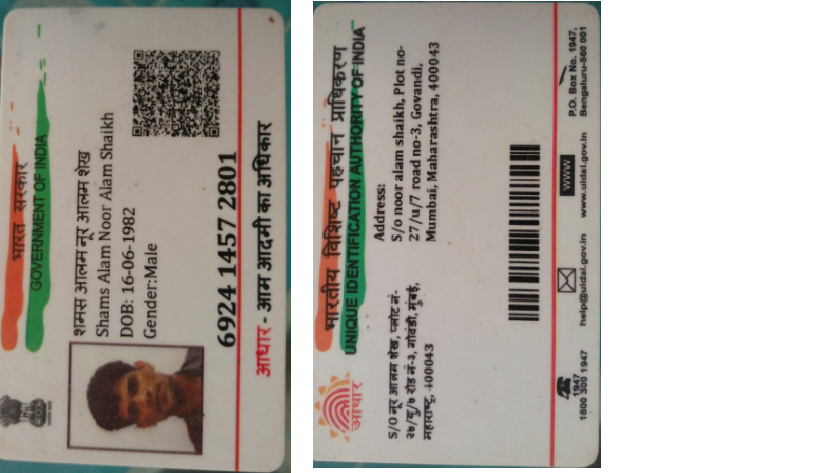 भारत सरकार
GOVERNMENT OF INDIA
शमस आलम नूर आलम शेख
Shams Alam Noor Alam Shaikh
DOB: 16-06-1982
Gender:Male
6924 1457 2801
आधार - आम आदमी का अधिकार
भारतीय विशिष्ट पहचान प्राधिकरण
UNIQUE IDENTIFICATION AUTHORITY OF INDIA
आधार
S/O नूर आलम शेख, प्लोट नं-
२७/यु/७ रोड नं-३, गोवंडी, मुंबई,
महाराष्ट्र, 400043
Address:
S/o noor alam shaikh, Plot no-
27/u/7 road no-3, Govandi,
Mumbai, Maharashtra, 400043
1947
1800 300 1947
help@uidai.gov.in
WWW
www.uidai.gov.in
P.O. Box No. 1947,
Bengaluru-560 001